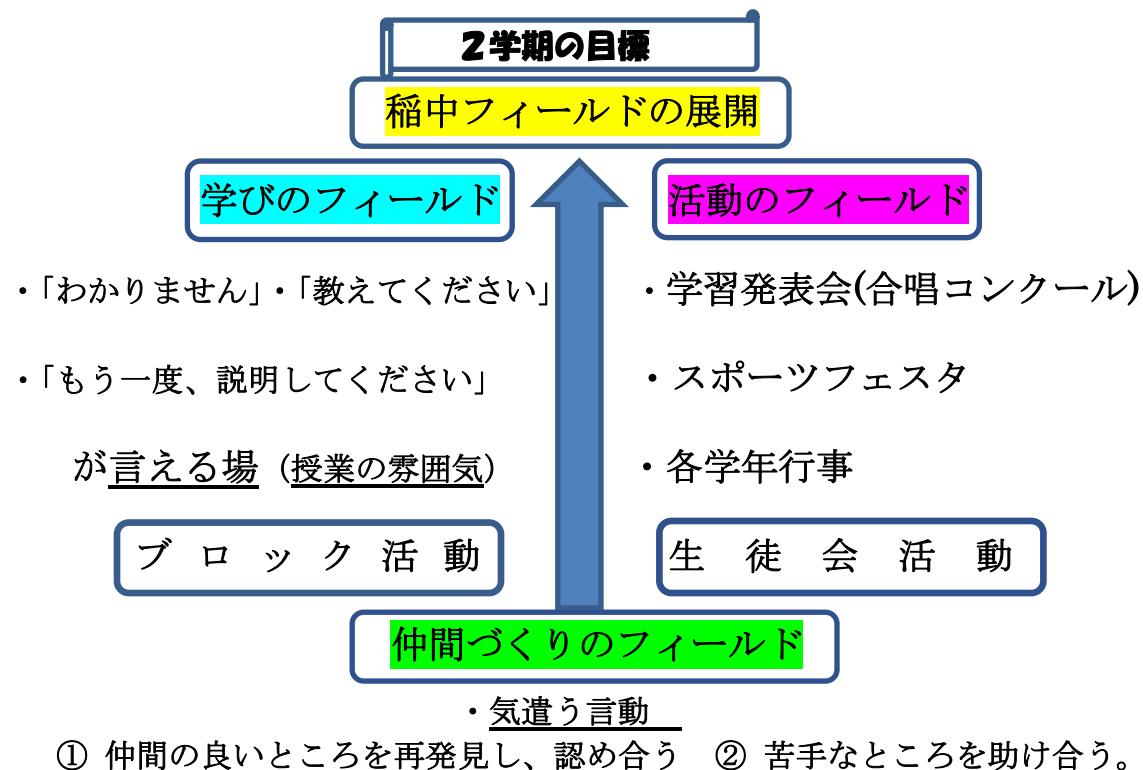 ２学期の目標
稲中フィールドの展開
学びのフィールド
活動のフィールド
・「わかりません」・「教えてください」
・「もう一度、説明してください」
が言える場（授業の雰囲気）
・学習発表会(合唱コンクール)
・スポーツフェスタ
・各学年行事
ブロック活動
生徒会活動
仲間づくりのフィールド
・気遣う言動
① 仲間の良いところを再発見し、認め合う　② 苦手なところを助け合う。